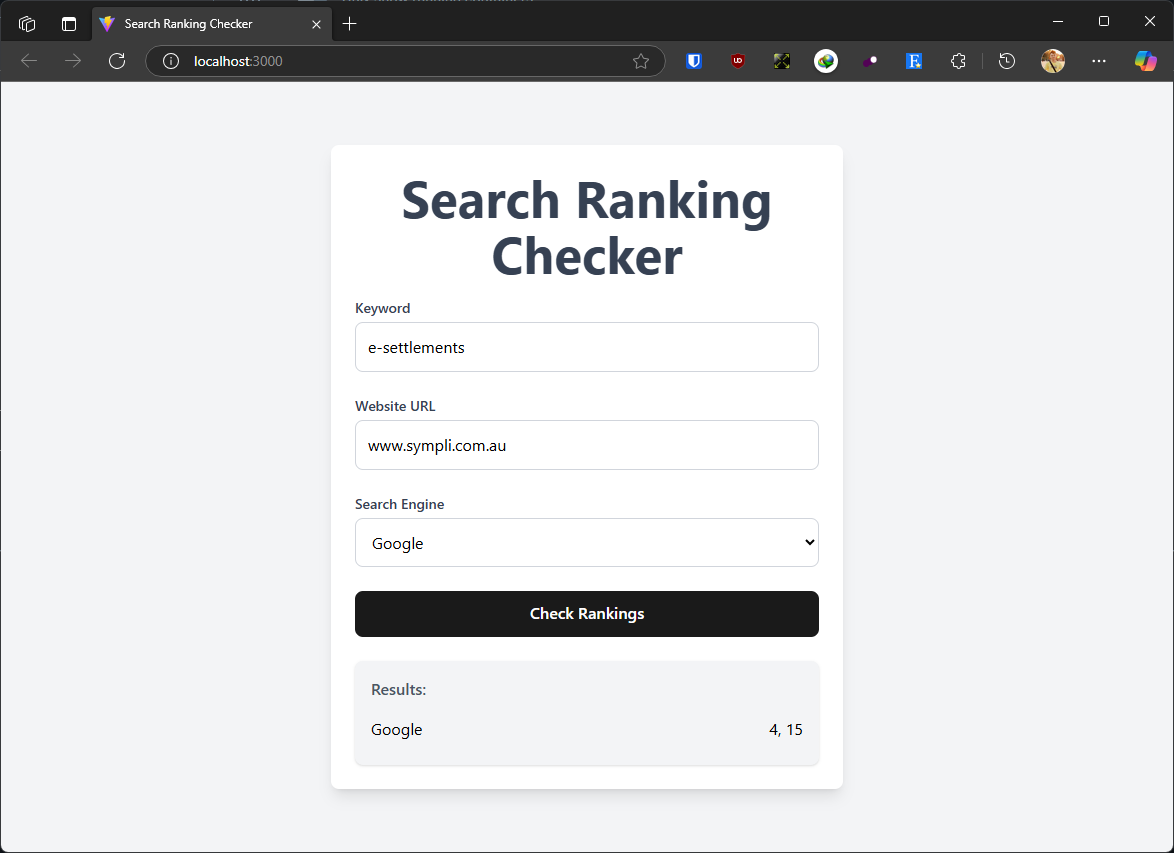 Search Ranking Checker
localhost:3000
UD
Search Ranking
Checker
Keyword
e-settlements
Website URL
www.sympli.com.au
Search Engine
Google
Check Rankings
Results:
Google 4, 15